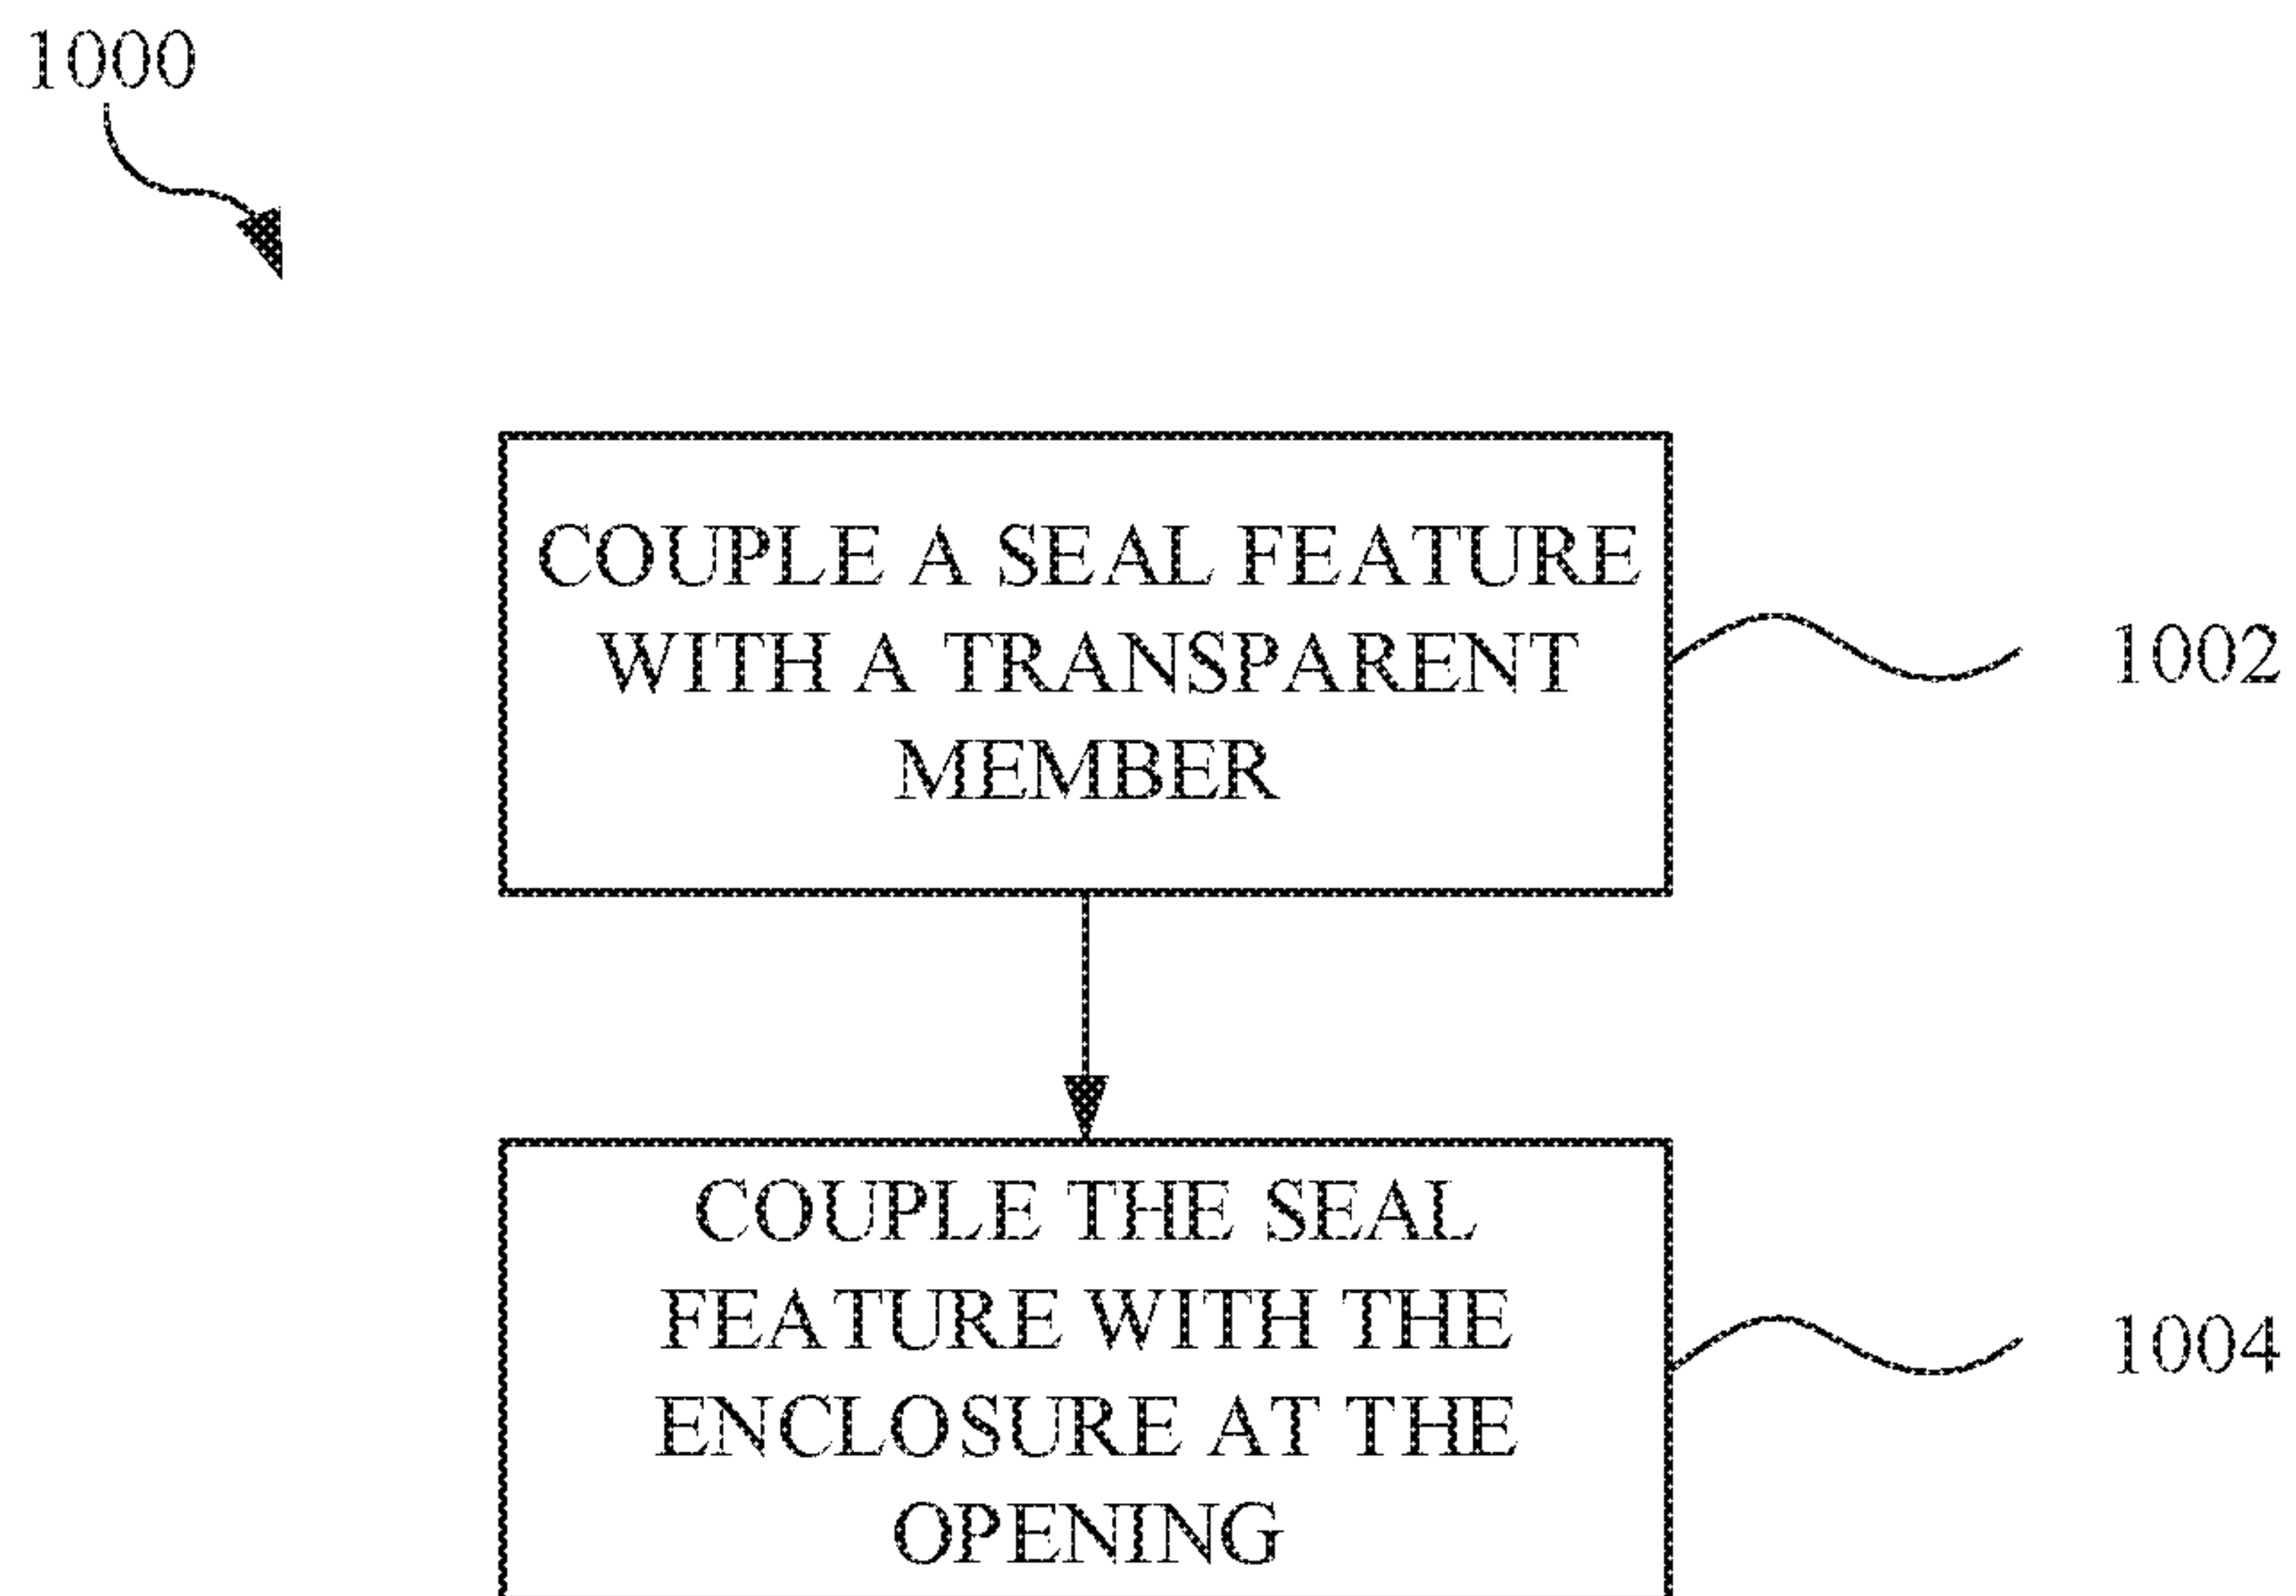 1000
COUPLE A SEAL FEATURE
WITH A TRANSPARENT
MEMBER
1002
COUPLE THE SEAL
FEATURE WITH THE
ENCLOSURE AT THE
OPENING
1004